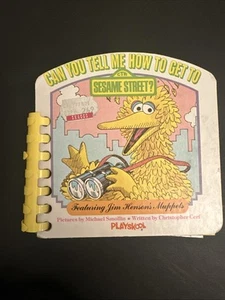 CAN YOU TELL ME HOW TO GET TO
CTW
SESAME STREET?
Featuring Jim Henson's Muppets
Pictures by Michael Smollin • Written by Christopher Cerf
PLAYSKOOL